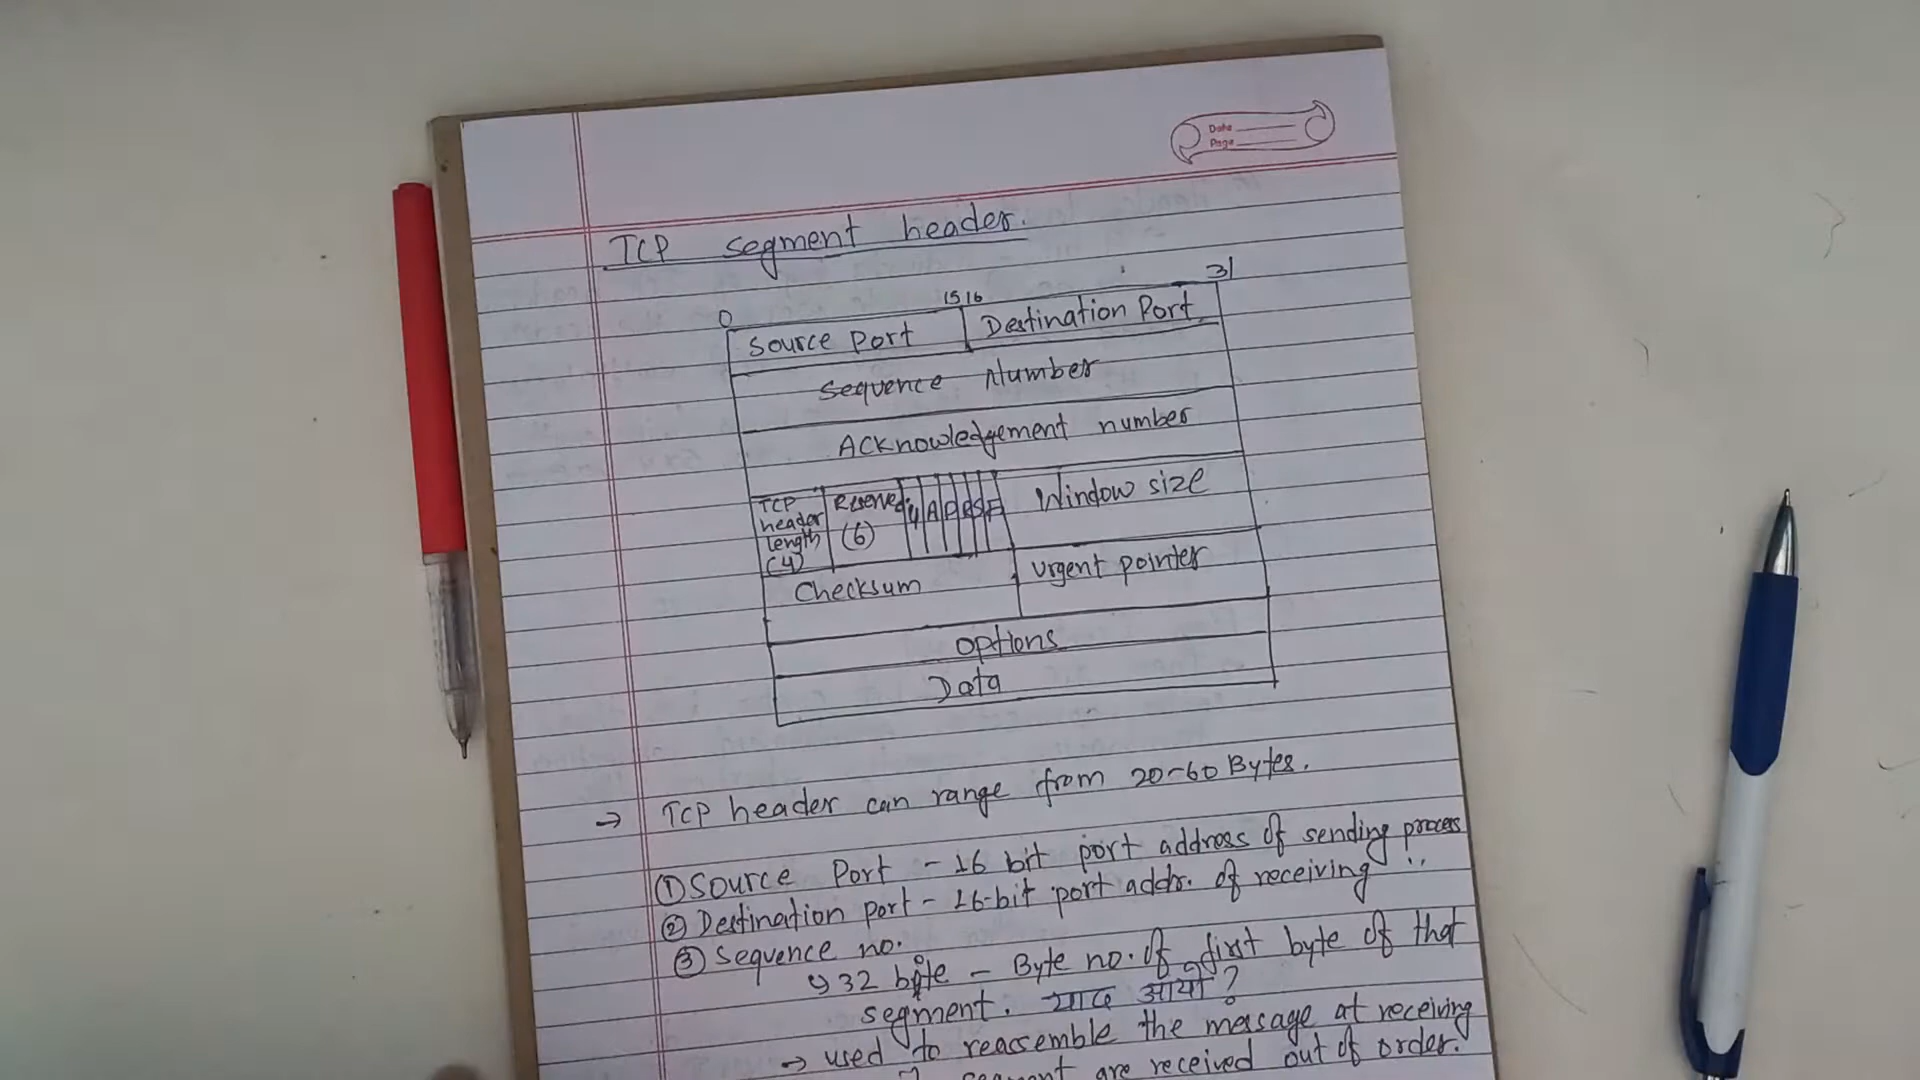 Date
Page
TCP segment header.
0 15 16 31
Source Port Destination Port
Sequence Number
Acknowledgement number
TCP header length (4) Reserved (6) U A P R S F Window size
Checksum urgent pointer
options
Data
→ TCP header can range from 20-60 Bytes.
① Source Port - 16 bit port address of sending process
② Destination port - 16-bit port addr. of receiving ''
③ Sequence no.
↳ 32 - Byte no. of first byte of that
segment. याद आया?
→ used to reassemble the message at receiving
segment are received out of order.